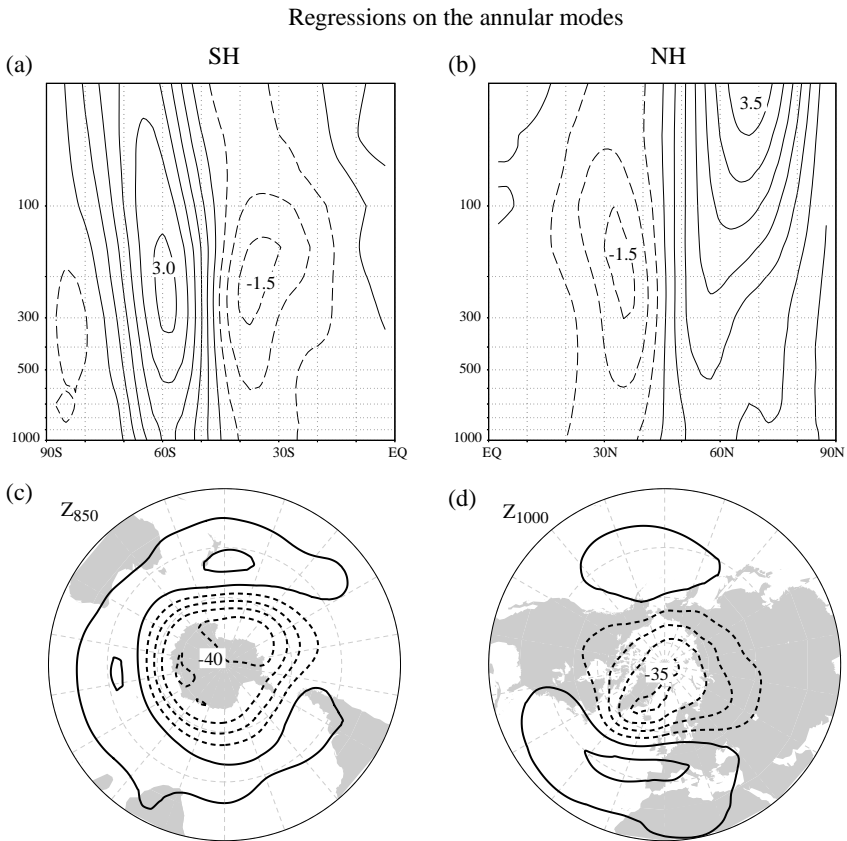 Regressions on the annular modes
(a)
SH
100
300
500
1000
3.0
-1.5
90S
60S
30S
EQ
(b)
NH
100
300
500
1000
3.5
-1.5
EQ
30N
60N
90N
(c)
Z850
-40
(d)
Z1000
-35